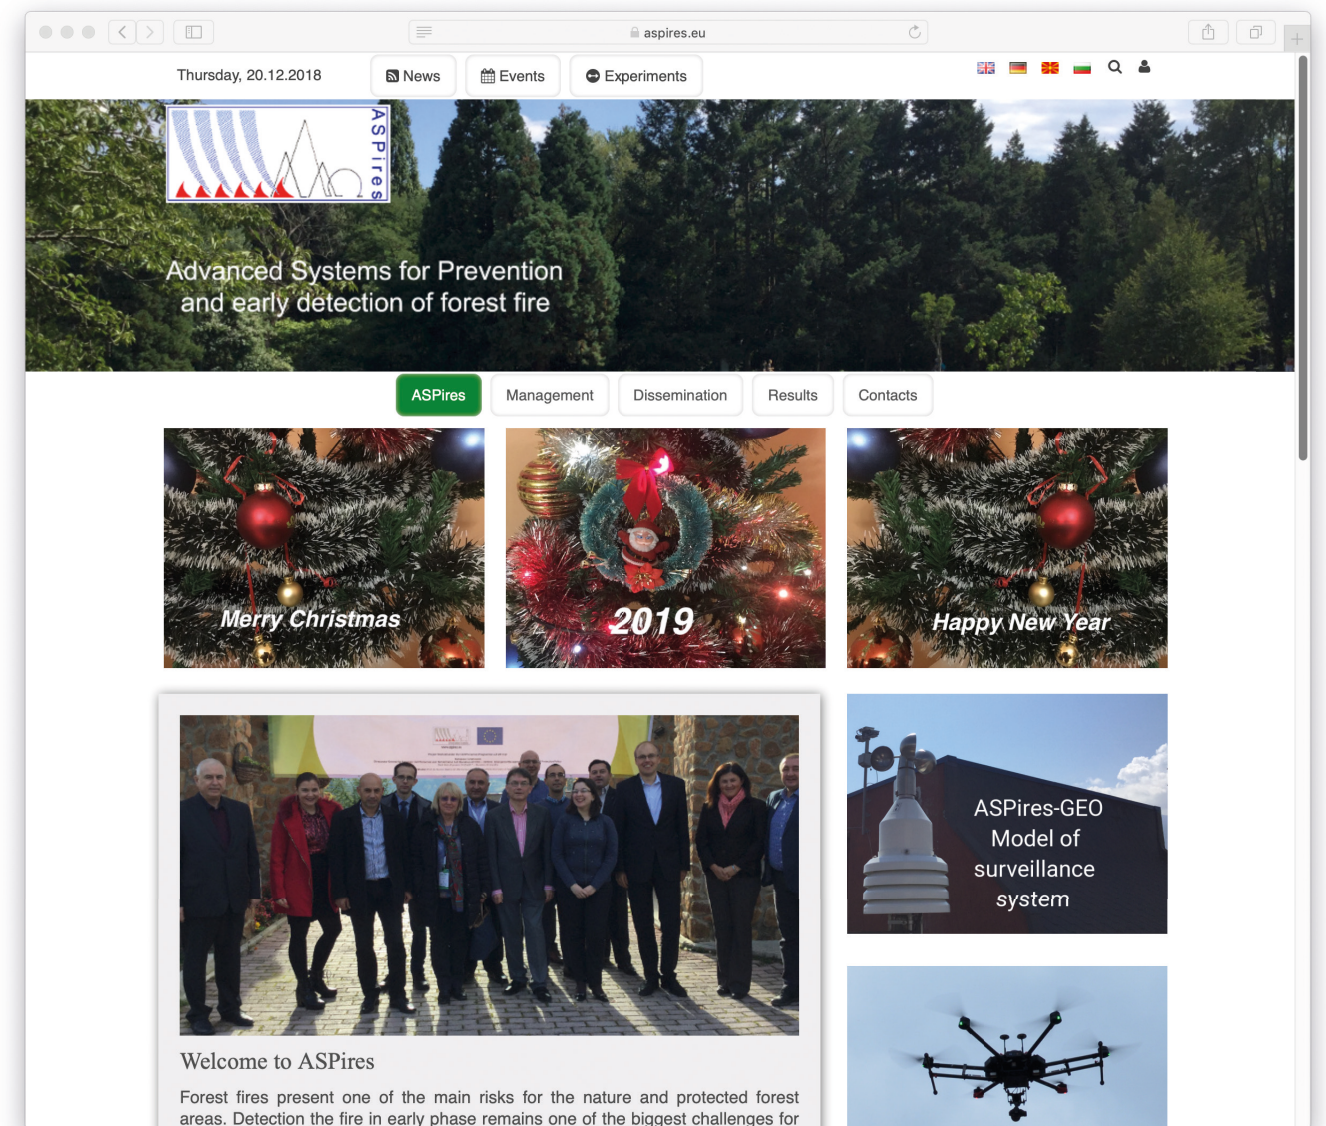 aspires.eu
Thursday, 20.12.2018
News
Events
Experiments
ASPires
Advanced Systems for Prevention
and early detection of forest fire
ASPires
Management
Dissemination
Results
Contacts
Merry Christmas
2019
Happy New Year
ASPires-GEO
Model of
surveillance
system
Welcome to ASPires
Forest fires present one of the main risks for the nature and protected forest
areas. Detection the fire in early phase remains one of the biggest challenges for